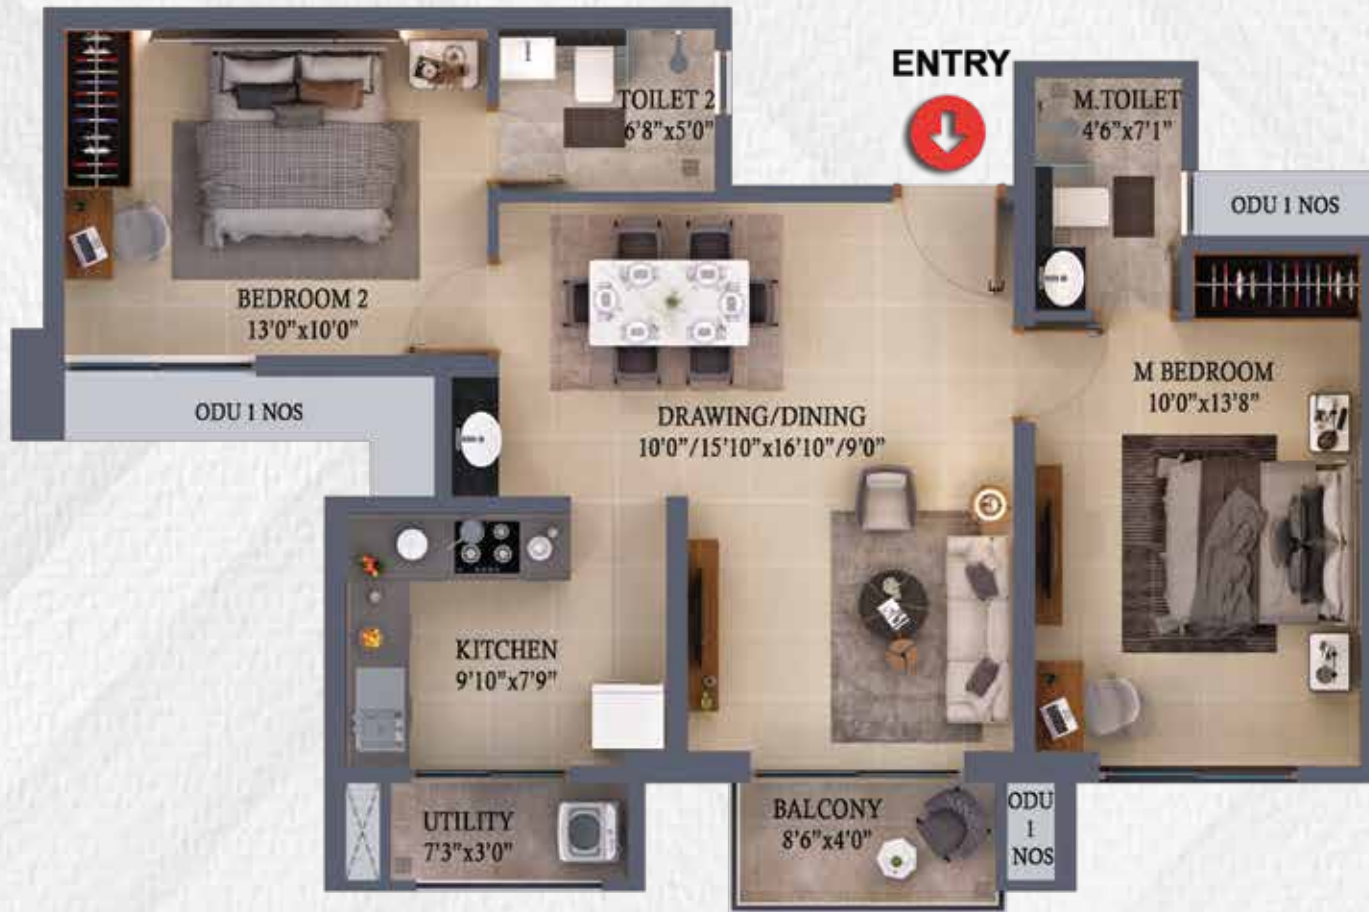 ENTRY
TOILET 2
6'8"x5'0"
M.TOILET
4'6"x7'1"
ODU 1 NOS
BEDROOM 2
13'0"x10'0"
M BEDROOM
10'0"x13'8"
ODU 1 NOS
DRAWING/DINING
10'0"/15'10"x16'10"/9'0"
KITCHEN
9'10"x7'9"
UTILITY
7'3"x3'0"
BALCONY
8'6"x4'0"
ODU
1
NOS